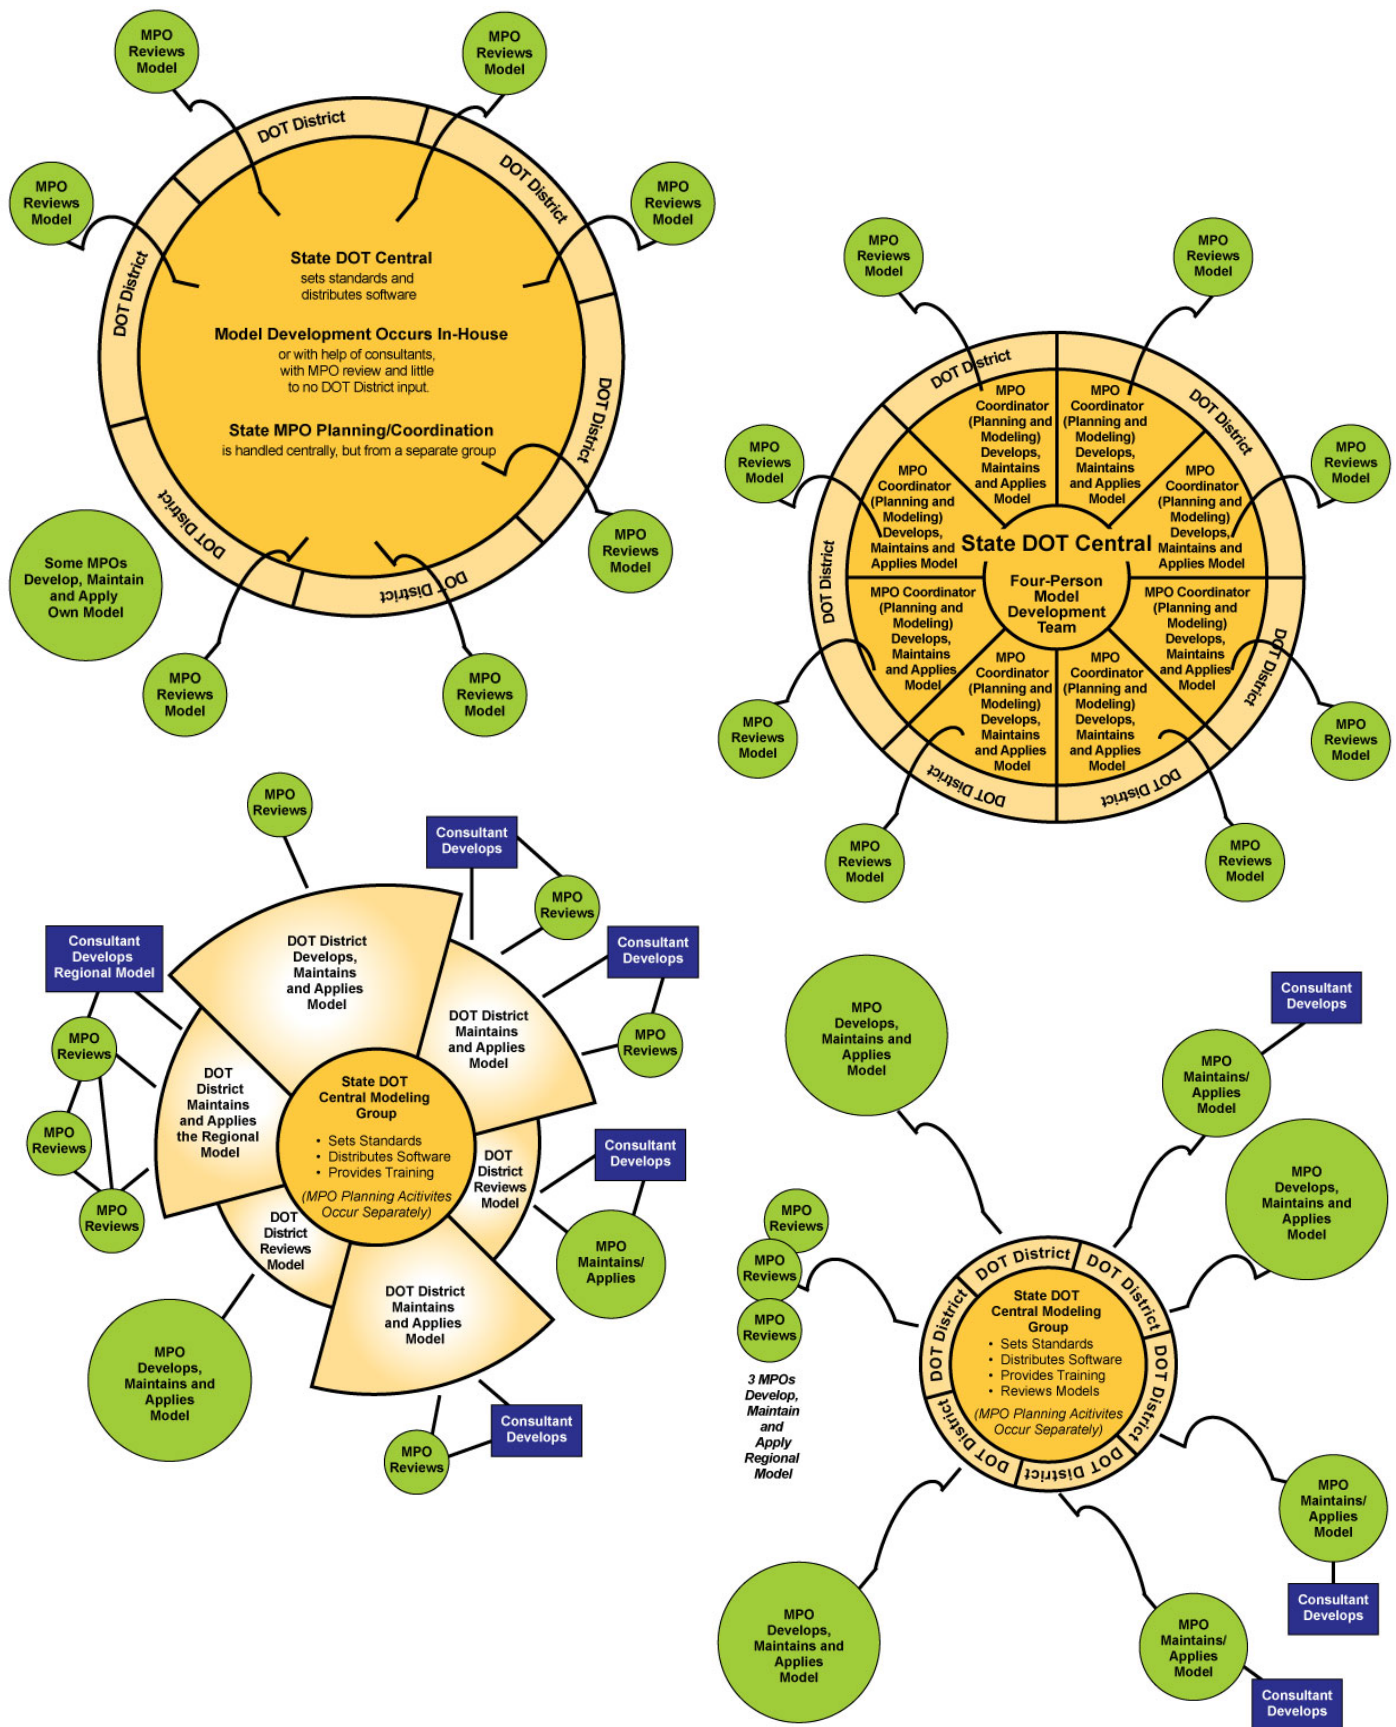 MPO
Reviews
Model
MPO
Reviews
Model
MPO
Reviews
Model
MPO
Reviews
Model
DOT District
DOT District
DOT District
DOT District
DOT District
DOT District
State DOT Central
sets standards and
distributes software
Model Development Occurs In-House
or with help of consultants,
with MPO review and little
to no DOT District input.
State MPO Planning/Coordination
is handled centrally, but from a separate group
Some MPOs
Develop, Maintain
and Apply
Own Model
MPO
Reviews
Model
MPO
Reviews
Model
MPO
Reviews
Model
MPO
Reviews
Model
MPO
Reviews
Model
MPO
Reviews
Model
MPO
Reviews
Model
DOT District
DOT District
DOT District
DOT District
DOT District
DOT District
MPO
Coordinator
(Planning and
Modeling)
Develops,
Maintains
and Applies
Model
MPO
Coordinator
(Planning and
Modeling)
Develops,
Maintains
and Applies
Model
MPO
Coordinator
(Planning and
Modeling)
Develops,
Maintains and
Applies Model
MPO
Coordinator
(Planning and
Modeling)
Develops,
Maintains and
Applies Model
State DOT Central
Four-Person
Model
Development
Team
MPO Coordinator
(Planning and
Modeling)
Develops,
Maintains
and Applies
Model
MPO Coordinator
(Planning and
Modeling)
Develops,
Maintains
and Applies
Model
MPO
Coordinator
(Planning and
Modeling)
Develops,
Maintains
and Applies
Model
MPO
Coordinator
(Planning and
Modeling)
Develops,
Maintains
and Applies
Model
MPO
Reviews
Model
MPO
Reviews
Model
MPO
Reviews
Model
MPO
Reviews
Model
MPO
Reviews
Consultant
Develops
MPO
Reviews
Consultant
Develops
Regional Model
DOT District
Develops,
Maintains
and Applies
Model
Consultant
Develops
DOT District
Maintains
and Applies
Model
MPO
Reviews
MPO
Reviews
DOT
District
Maintains
and Applies
the Regional
Model
State DOT
Central Modeling
Group
• Sets Standards
• Distributes Software
• Provides Training
(MPO Planning Acitivites
Occur Separately)
MPO
Reviews
Consultant
Develops
DOT
District
Reviews
Model
MPO
Reviews
DOT
District
Reviews
Model
MPO
Maintains/
Applies
DOT District
Maintains
and Applies
Model
MPO
Develops,
Maintains and
Applies
Model
Consultant
Develops
MPO
Reviews
MPO
Develops,
Maintains and
Applies
Model
Consultant
Develops
MPO
Maintains/
Applies
Model
MPO
Develops,
Maintains and
Applies
Model
MPO
Reviews
MPO
Reviews
MPO
Reviews
3 MPOs
Develop,
Maintain
and
Apply
Regional
Model
DOT District
DOT District
DOT District
DOT District
DOT District
DOT District
State DOT
Central Modeling
Group
• Sets Standards
• Distributes Software
• Provides Training
• Reviews Models
(MPO Planning Acitivites
Occur Separately)
MPO
Maintains/
Applies
Model
Consultant
Develops
MPO
Develops,
Maintains and
Applies
Model
MPO
Maintains/
Applies
Model
Consultant
Develops